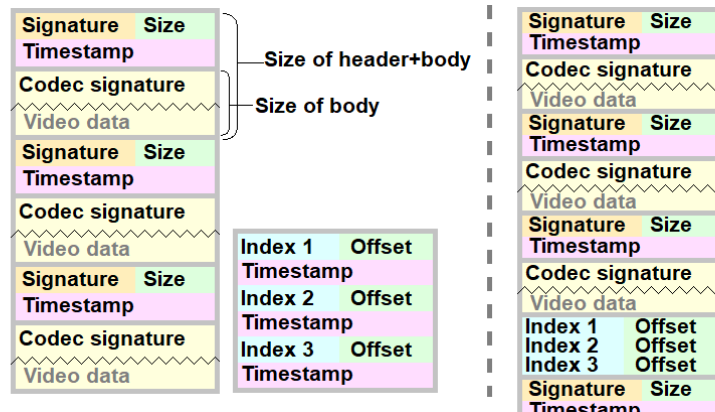 Signature Size
Timestamp
Codec signature
Video data
Signature Size
Timestamp
Codec signature
Video data
Signature Size
Timestamp
Codec signature
Video data
Size of header+body
Size of body
Index 1 Offset
Timestamp
Index 2 Offset
Timestamp
Index 3 Offset
Timestamp
Signature Size
Timestamp
Codec signature
Video data
Signature Size
Timestamp
Codec signature
Video data
Signature Size
Timestamp
Codec signature
Video data
Index 1 Offset
Index 2 Offset
Index 3 Offset
Signature Size
Timestamp